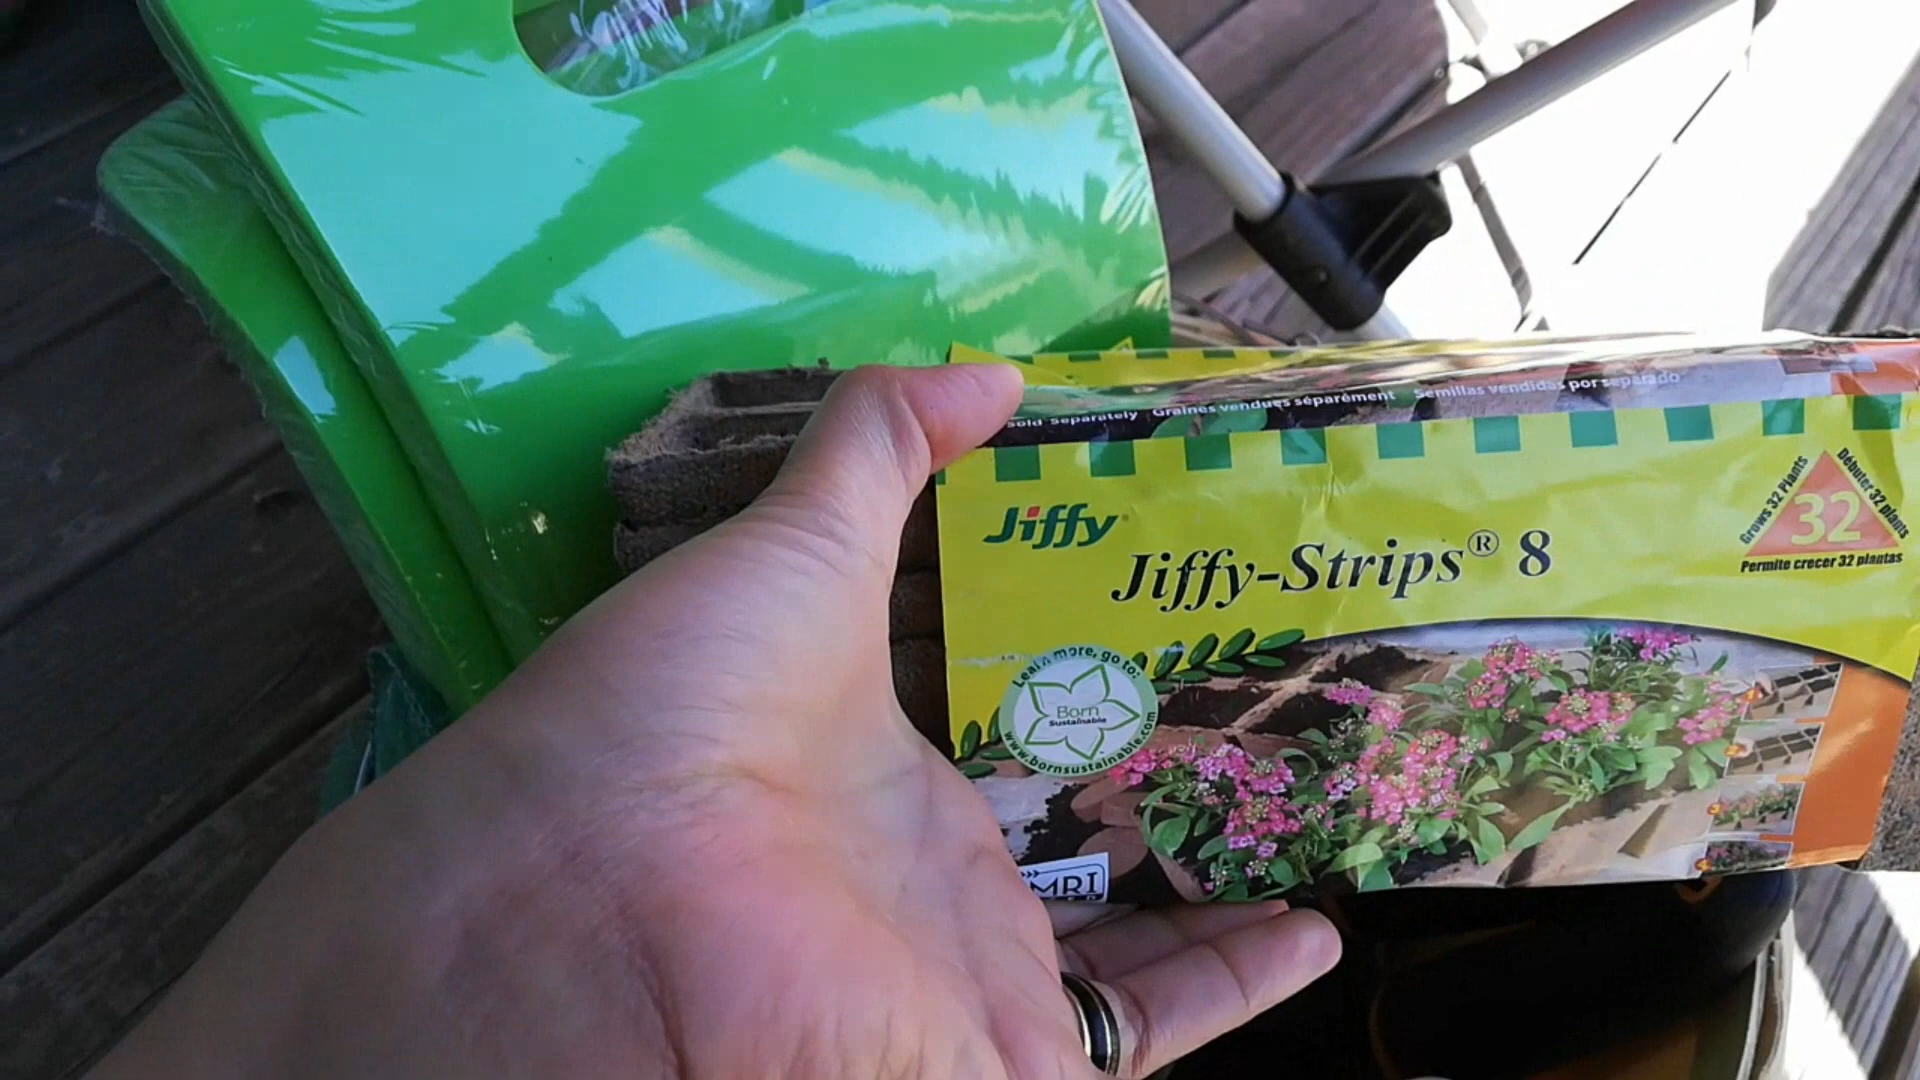 sold separately Graines vendues séparément Semillas vendidas por separado
Jiffy
Jiffy-Strips® 8
Grows 32 Plants
Débuter 32 plants
32
Permite crecer 32 plantas
Learn more, go to:
Born
Sustainable
www.bornsustainable.com
MRI